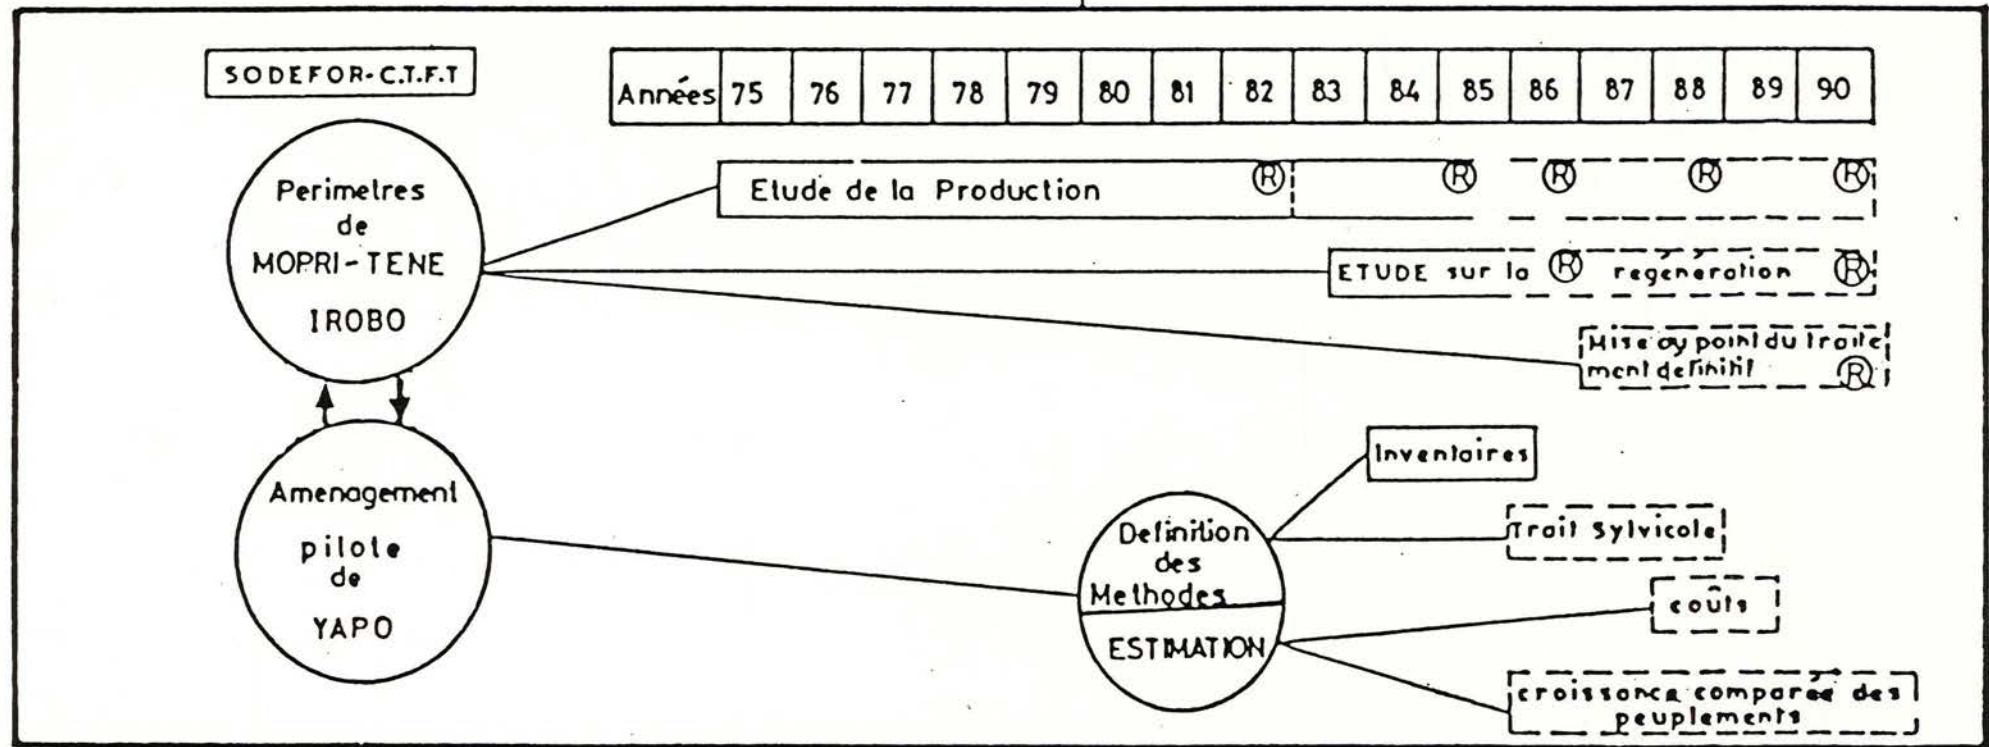 SODEFOR-C.T.F.T
Années 75 76 77 78 79 80 81 82 83 84 85 86 87 88 89 90
Perimetres
de
MOPRI-TENE
IROBO
Etude de la Production R R R R R
ETUDE sur la R regénération R
Mise au point du traite
ment definitif R
Amenagement
pilote
de
YAPO
Definition
des
Methodes
ESTIMATION
Inventaires
Trait Sylvicole
coûts
croissance comparée des
peuplements